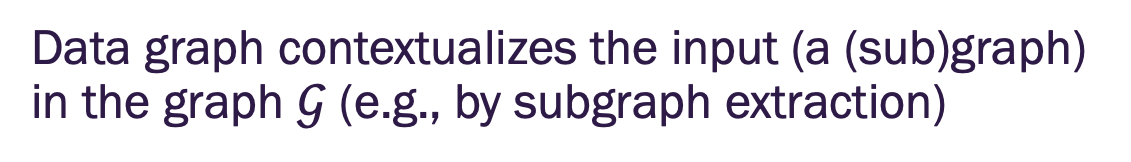 Data graph contextualizes the input (a (sub)graph)
in the graph 𝒢 (e.g., by subgraph extraction)